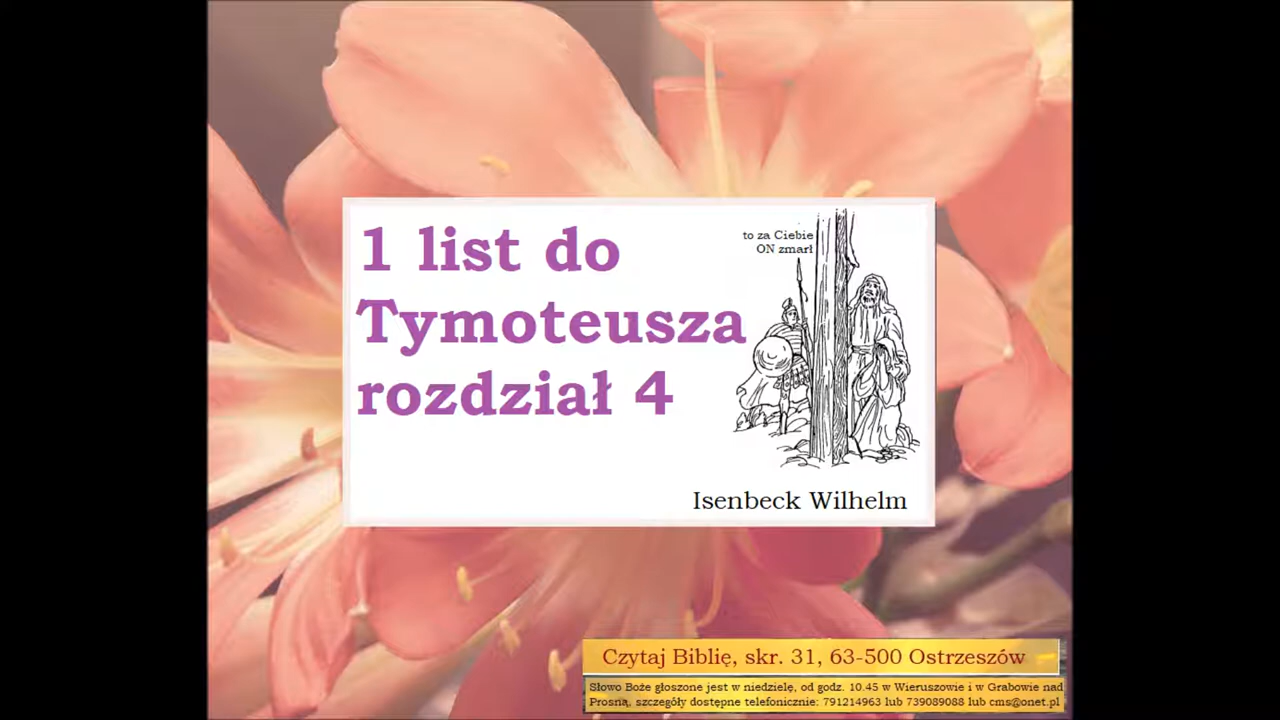 1 list do
Tymoteusza
rozdział 4
to za Ciebie
ON zmarł
Isenbeck Wilhelm
Czytaj Biblię, skr. 31, 63-500 Ostrzeszów
Słowo Boże głoszone jest w niedzielę, od godz. 10.45 w Wieruszowie i w Grabowie nad
Prosną, szczegóły dostępne telefonicznie: 791214963 lub 739089088 lub cms@onet.pl